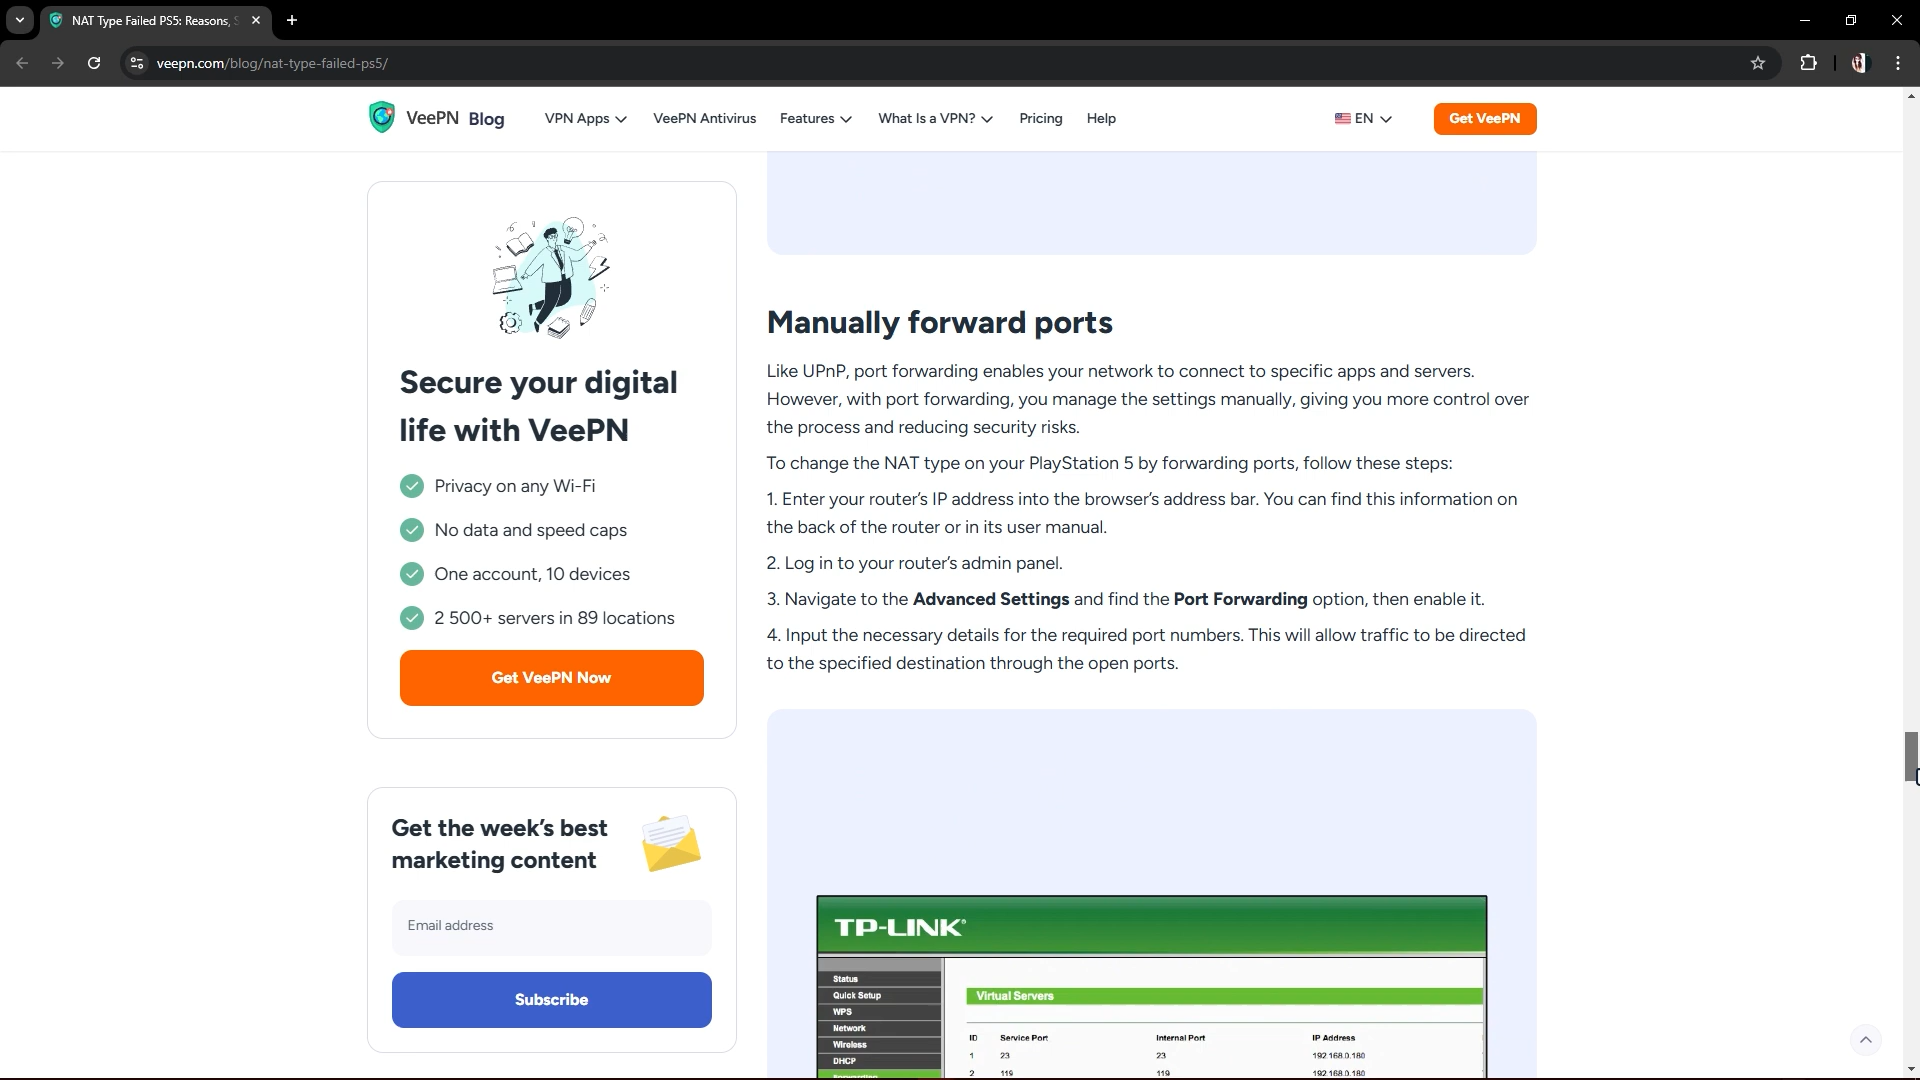 NAT Type Failed PS5: Reasons, S
veepn.com/blog/nat-type-failed-ps5/
VeePN Blog
VPN Apps
VeePN Antivirus
Features
What Is a VPN?
Pricing
Help
EN
Get VeePN
Secure your digital
life with VeePN
Privacy on any Wi-Fi
No data and speed caps
One account, 10 devices
2 500+ servers in 89 locations
Get VeePN Now
Get the week's best
marketing content
Email address
Subscribe
Manually forward ports
Like UPnP, port forwarding enables your network to connect to specific apps and servers.
However, with port forwarding, you manage the settings manually, giving you more control over
the process and reducing security risks.
To change the NAT type on your PlayStation 5 by forwarding ports, follow these steps:
1. Enter your router's IP address into the browser's address bar. You can find this information on
the back of the router or in its user manual.
2. Log in to your router's admin panel.
3. Navigate to the Advanced Settings and find the Port Forwarding option, then enable it.
4. Input the necessary details for the required port numbers. This will allow traffic to be directed
to the specified destination through the open ports.
TP-LINK®
Status
Quick Setup
WPS
Network
Wireless
DHCP
Forwarding
Virtual Servers
ID Service Port Internal Port IP Address
1 23 23 192.168.0.180
2 119 119 192.168.0.180